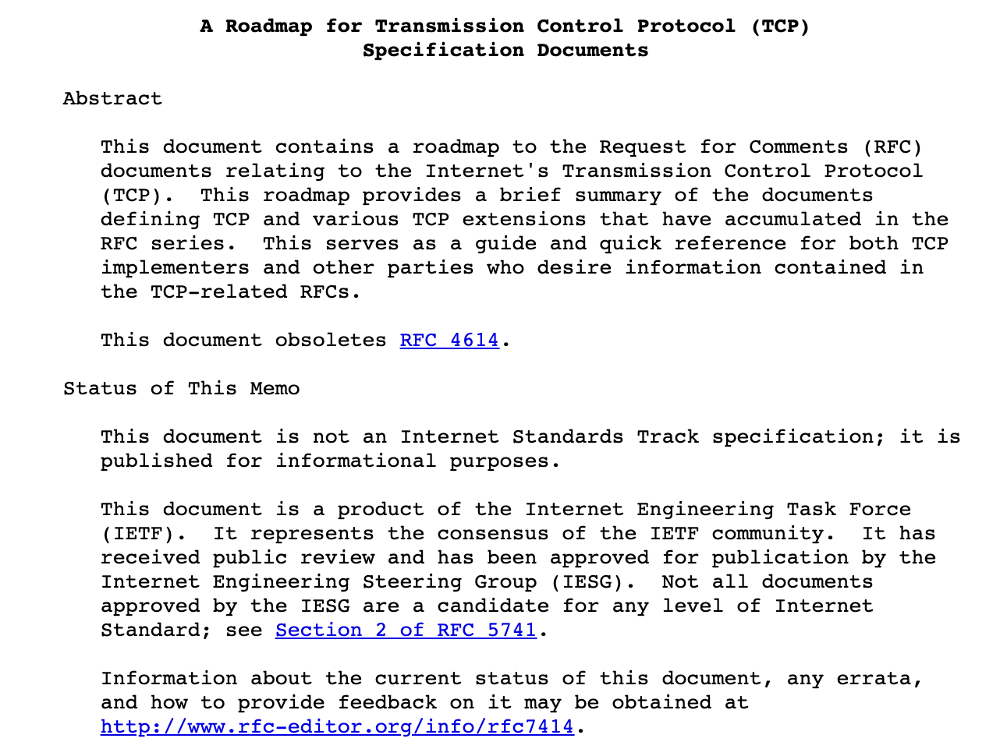 A Roadmap for Transmission Control Protocol (TCP)
Specification Documents
Abstract
This document contains a roadmap to the Request for Comments (RFC)
documents relating to the Internet's Transmission Control Protocol
(TCP).  This roadmap provides a brief summary of the documents
defining TCP and various TCP extensions that have accumulated in the
RFC series.  This serves as a guide and quick reference for both TCP
implementers and other parties who desire information contained in
the TCP-related RFCs.
This document obsoletes RFC 4614.
Status of This Memo
This document is not an Internet Standards Track specification; it is
published for informational purposes.
This document is a product of the Internet Engineering Task Force
(IETF).  It represents the consensus of the IETF community.  It has
received public review and has been approved for publication by the
Internet Engineering Steering Group (IESG).  Not all documents
approved by the IESG are a candidate for any level of Internet
Standard; see Section 2 of RFC 5741.
Information about the current status of this document, any errata,
and how to provide feedback on it may be obtained at
http://www.rfc-editor.org/info/rfc7414.